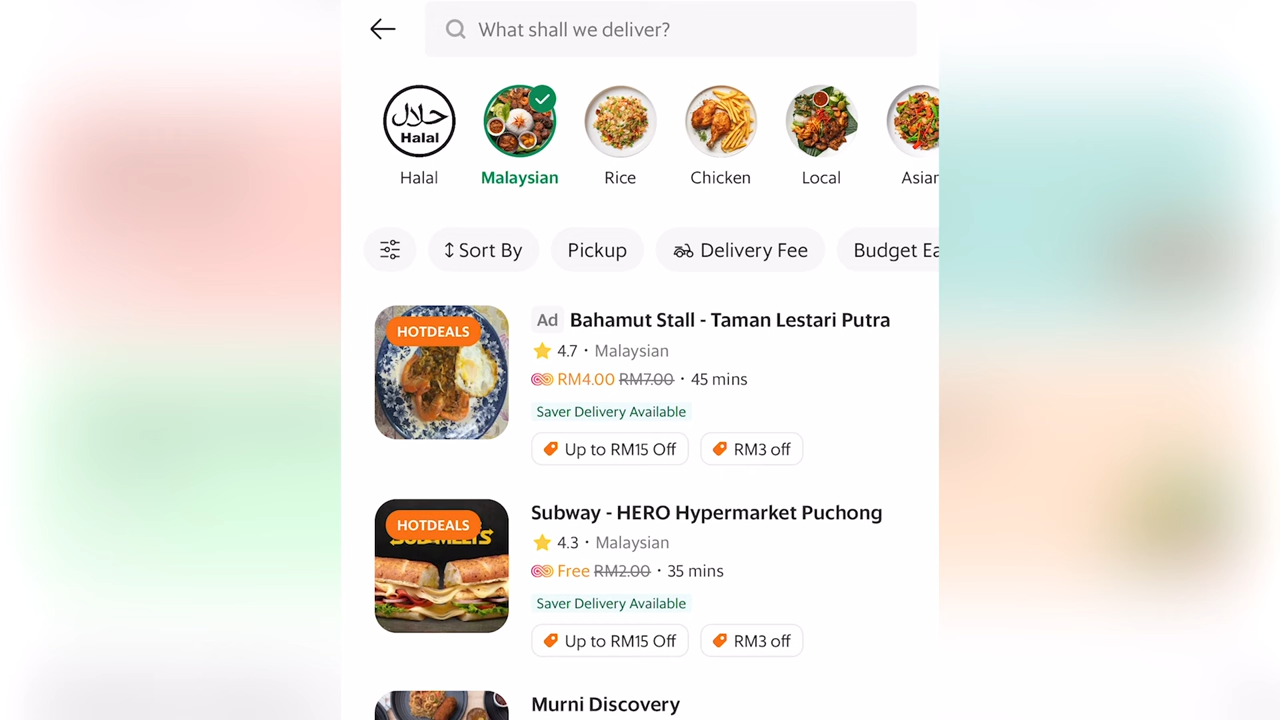 What shall we deliver?
حلال
Halal
Halal
Malaysian
Rice
Chicken
Local
Asian
Sort By
Pickup
Delivery Fee
Budget Ea
HOTDEALS
Ad Bahamut Stall - Taman Lestari Putra
4.7 · Malaysian
RM4.00 RM7.00 · 45 mins
Saver Delivery Available
Up to RM15 Off
RM3 off
HOTDEALS
Subway - HERO Hypermarket Puchong
4.3 · Malaysian
Free RM2.00 · 35 mins
Saver Delivery Available
Up to RM15 Off
RM3 off
Murni Discovery